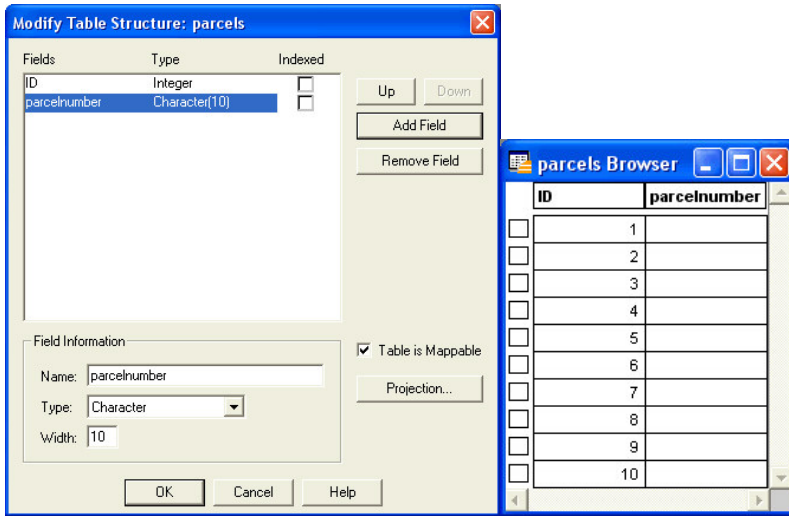 Modify Table Structure: parcels
Fields Type Indexed
ID Integer
parcelnumber Character(10)
Up Down
Add Field
Remove Field
Field Information
Name: parcelnumber
Type: Character
Width: 10
Table is Mappable
Projection...
OK Cancel Help
parcels Browser
ID parcelnumber
1
2
3
4
5
6
7
8
9
10